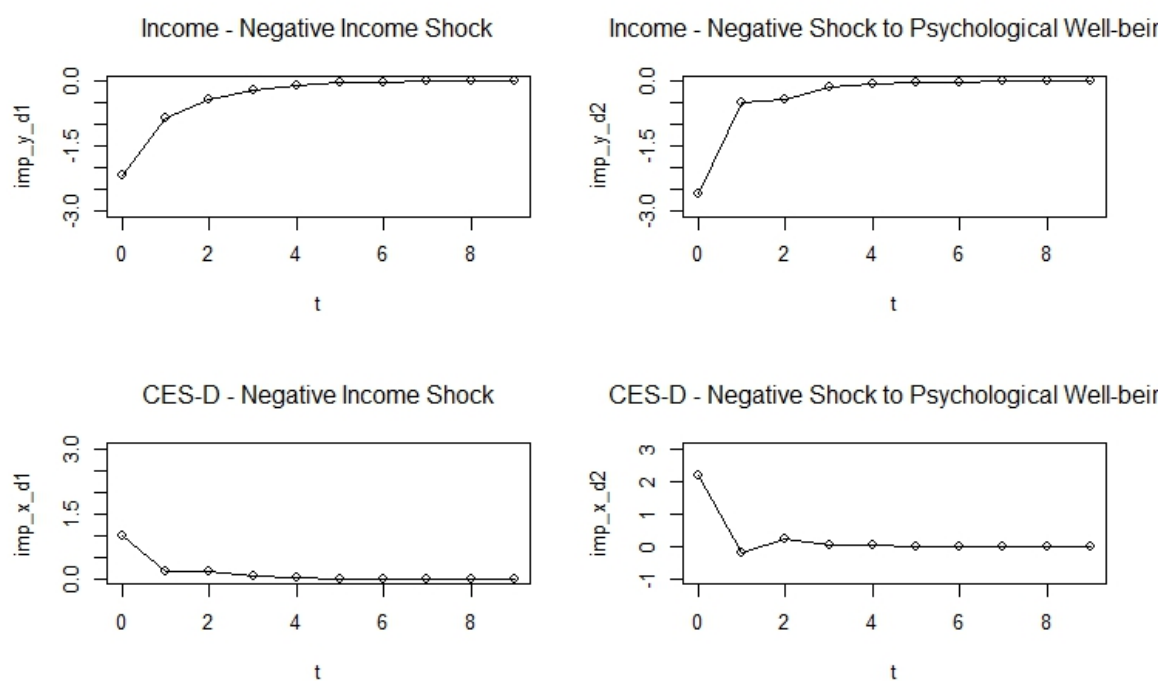 Income - Negative Income Shock
0.0
-1.5
-3.0
imp_y_d1
0 2 4 6 8
t
Income - Negative Shock to Psychological Well-bein
0.0
-1.5
-3.0
imp_y_d2
0 2 4 6 8
t
CES-D - Negative Income Shock
3.0
1.5
0.0
imp_x_d1
0 2 4 6 8
t
CES-D - Negative Shock to Psychological Well-bein
3
2
1
0
-1
imp_x_d2
0 2 4 6 8
t